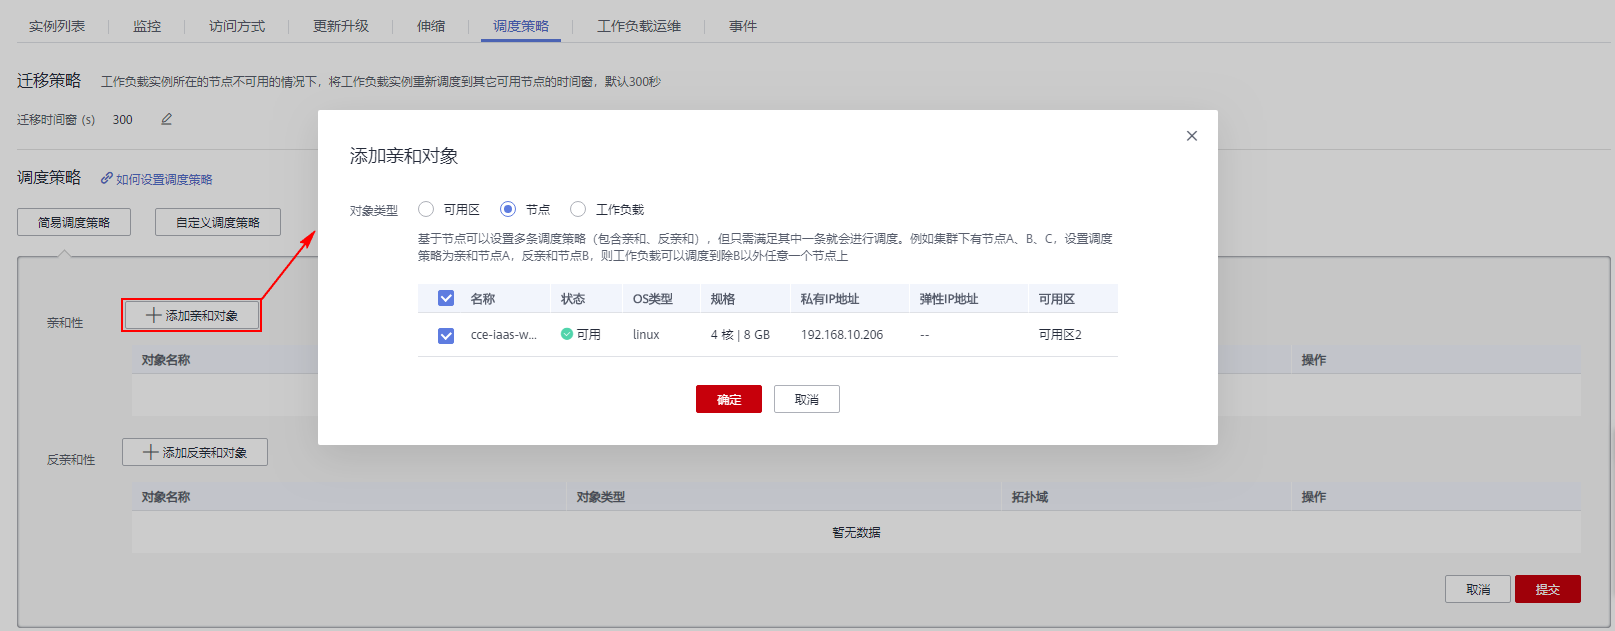 实例列表 监控 访问方式 更新升级 伸缩 调度策略 工作负载运维 事件
迁移策略 工作负载实例所在的节点不可用的情况下，将工作负载实例重新调度到其它可用节点的时间窗，默认300秒
迁移时间窗 (s) 300
调度策略 如何设置调度策略
简易调度策略 自定义调度策略
亲和性 添加亲和对象
对象名称 操作
反亲和性 添加反亲和对象
对象名称 对象类型 拓扑域 操作
暂无数据
取消 提交
添加亲和对象
对象类型 可用区 节点 工作负载
基于节点可以设置多条调度策略（包含亲和、反亲和），但只需满足其中一条就会进行调度。例如集群下有节点A、B、C，设置调度
策略为亲和节点A，反亲和节点B，则工作负载可以调度到除B以外任意一个节点上
名称 状态 OS类型 规格 私有IP地址 弹性IP地址 可用区
cce-iaas-w... 可用 linux 4 核 | 8 GB 192.168.10.206 -- 可用区2
确定 取消